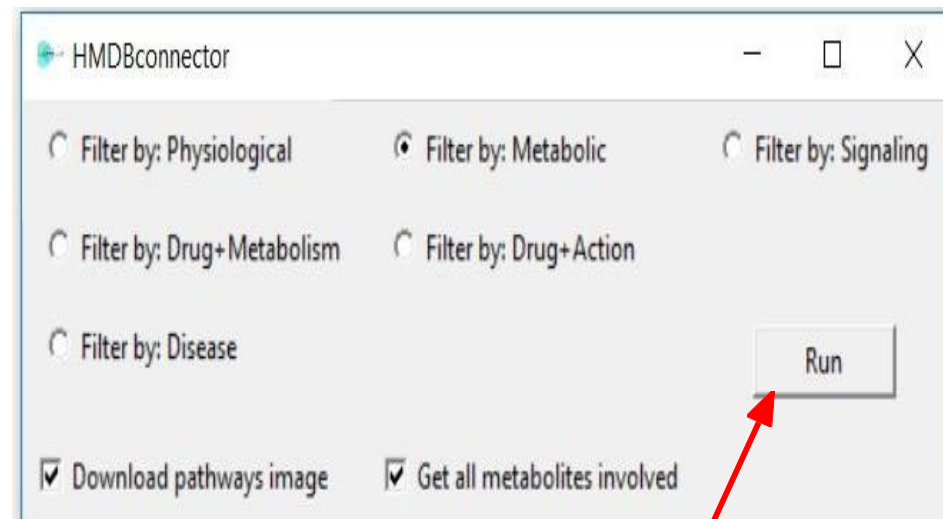 HMDBconnector
Filter by: Physiological Filter by: Metabolic Filter by: Signaling
Filter by: Drug+Metabolism Filter by: Drug+Action
Filter by: Disease
Run
Download pathways image Get all metabolites involved